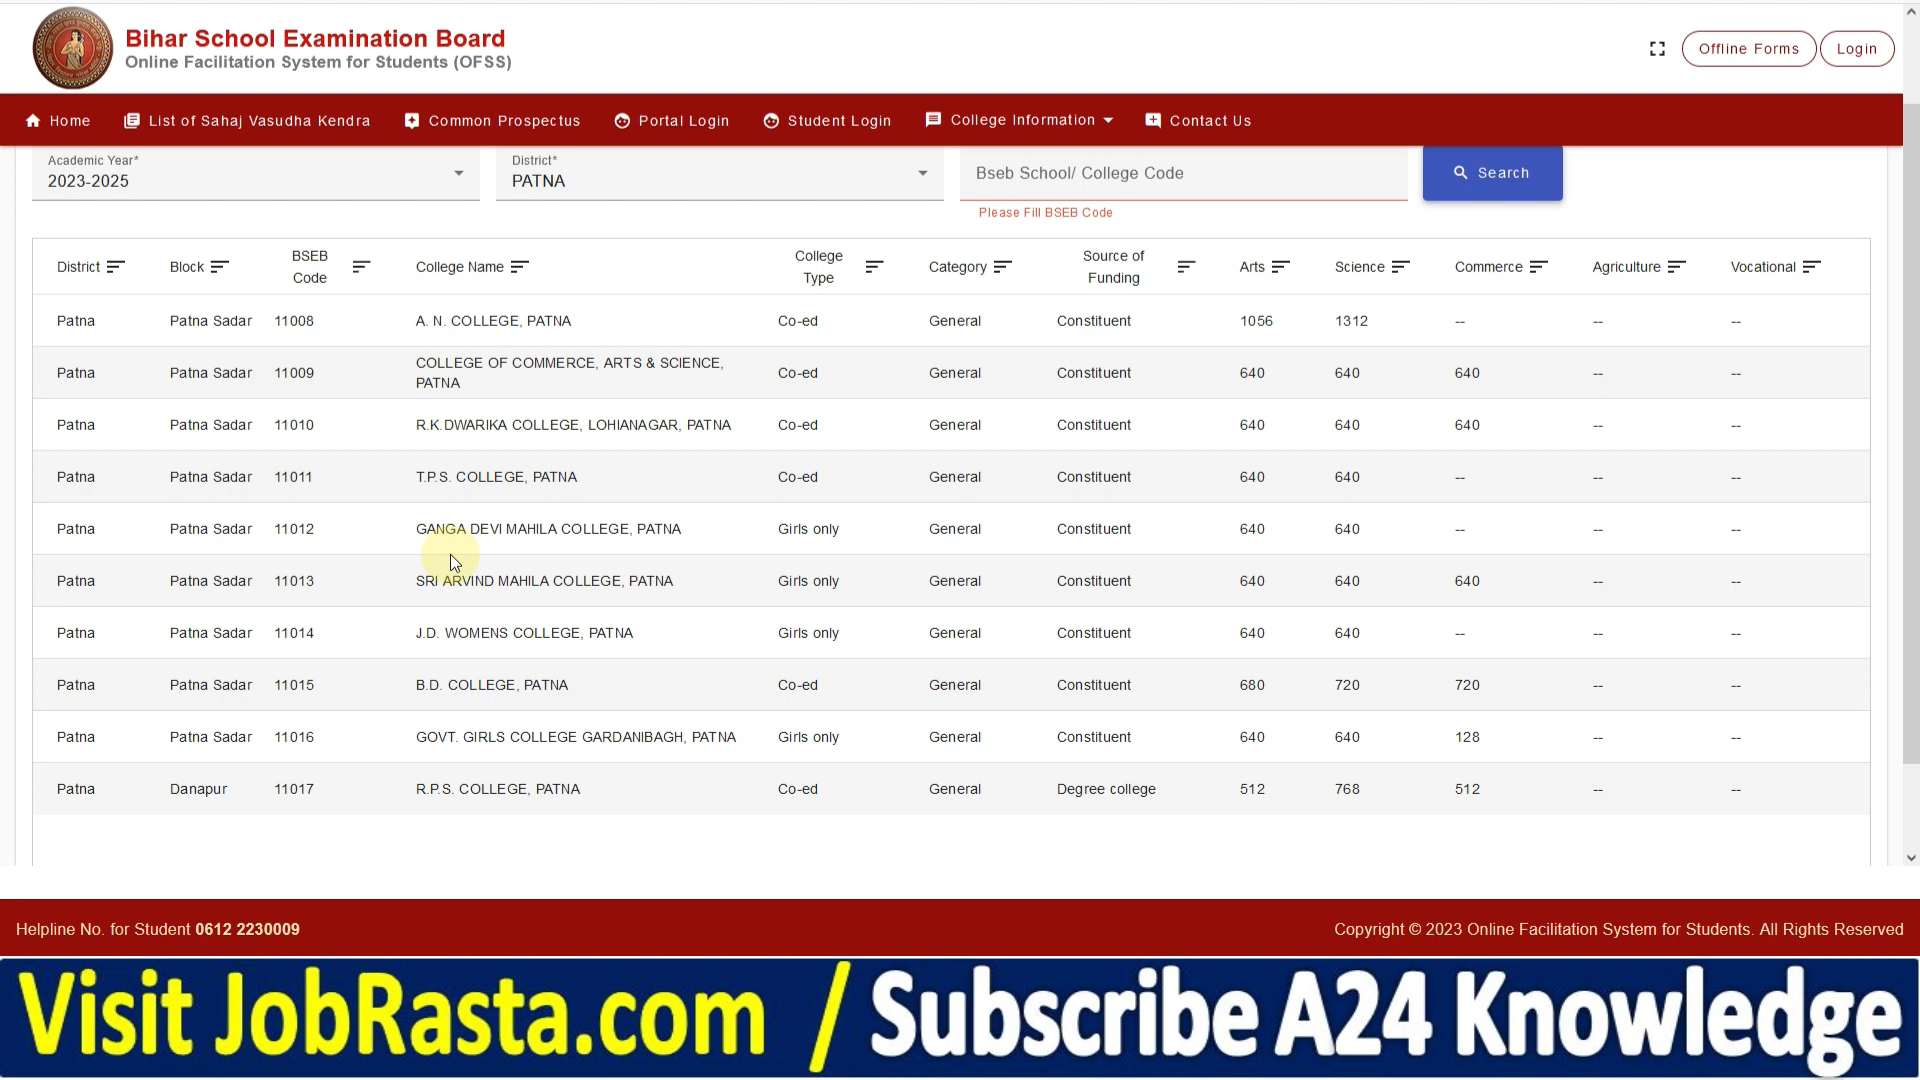 Bihar School Examination Board
Online Facilitation System for Students (OFSS)
Offline Forms
Login
Home
List of Sahaj Vasudha Kendra
Common Prospectus
Portal Login
Student Login
College Information
Contact Us
Academic Year*
2023-2025
District*
PATNA
Bseb School/ College Code
Please Fill BSEB Code
Search
District Block BSEB Code College Name College Type Category Source of Funding Arts Science Commerce Agriculture Vocational
Patna Patna Sadar 11008 A. N. COLLEGE, PATNA Co-ed General Constituent 1056 1312 -- -- --
Patna Patna Sadar 11009 COLLEGE OF COMMERCE, ARTS & SCIENCE, PATNA Co-ed General Constituent 640 640 640 -- --
Patna Patna Sadar 11010 R.K.DWARIKA COLLEGE, LOHIANAGAR, PATNA Co-ed General Constituent 640 640 640 -- --
Patna Patna Sadar 11011 T.P.S. COLLEGE, PATNA Co-ed General Constituent 640 640 -- -- --
Patna Patna Sadar 11012 GANGA DEVI MAHILA COLLEGE, PATNA Girls only General Constituent 640 640 -- -- --
Patna Patna Sadar 11013 SRI ARVIND MAHILA COLLEGE, PATNA Girls only General Constituent 640 640 640 -- --
Patna Patna Sadar 11014 J.D. WOMENS COLLEGE, PATNA Girls only General Constituent 640 640 -- -- --
Patna Patna Sadar 11015 B.D. COLLEGE, PATNA Co-ed General Constituent 680 720 720 -- --
Patna Patna Sadar 11016 GOVT. GIRLS COLLEGE GARDANIBAGH, PATNA Girls only General Constituent 640 640 128 -- --
Patna Danapur 11017 R.P.S. COLLEGE, PATNA Co-ed General Degree college 512 768 512 -- --
Helpline No. for Student 0612 2230009
Copyright © 2023 Online Facilitation System for Students. All Rights Reserved
Visit JobRasta.com / Subscribe A24 Knowledge